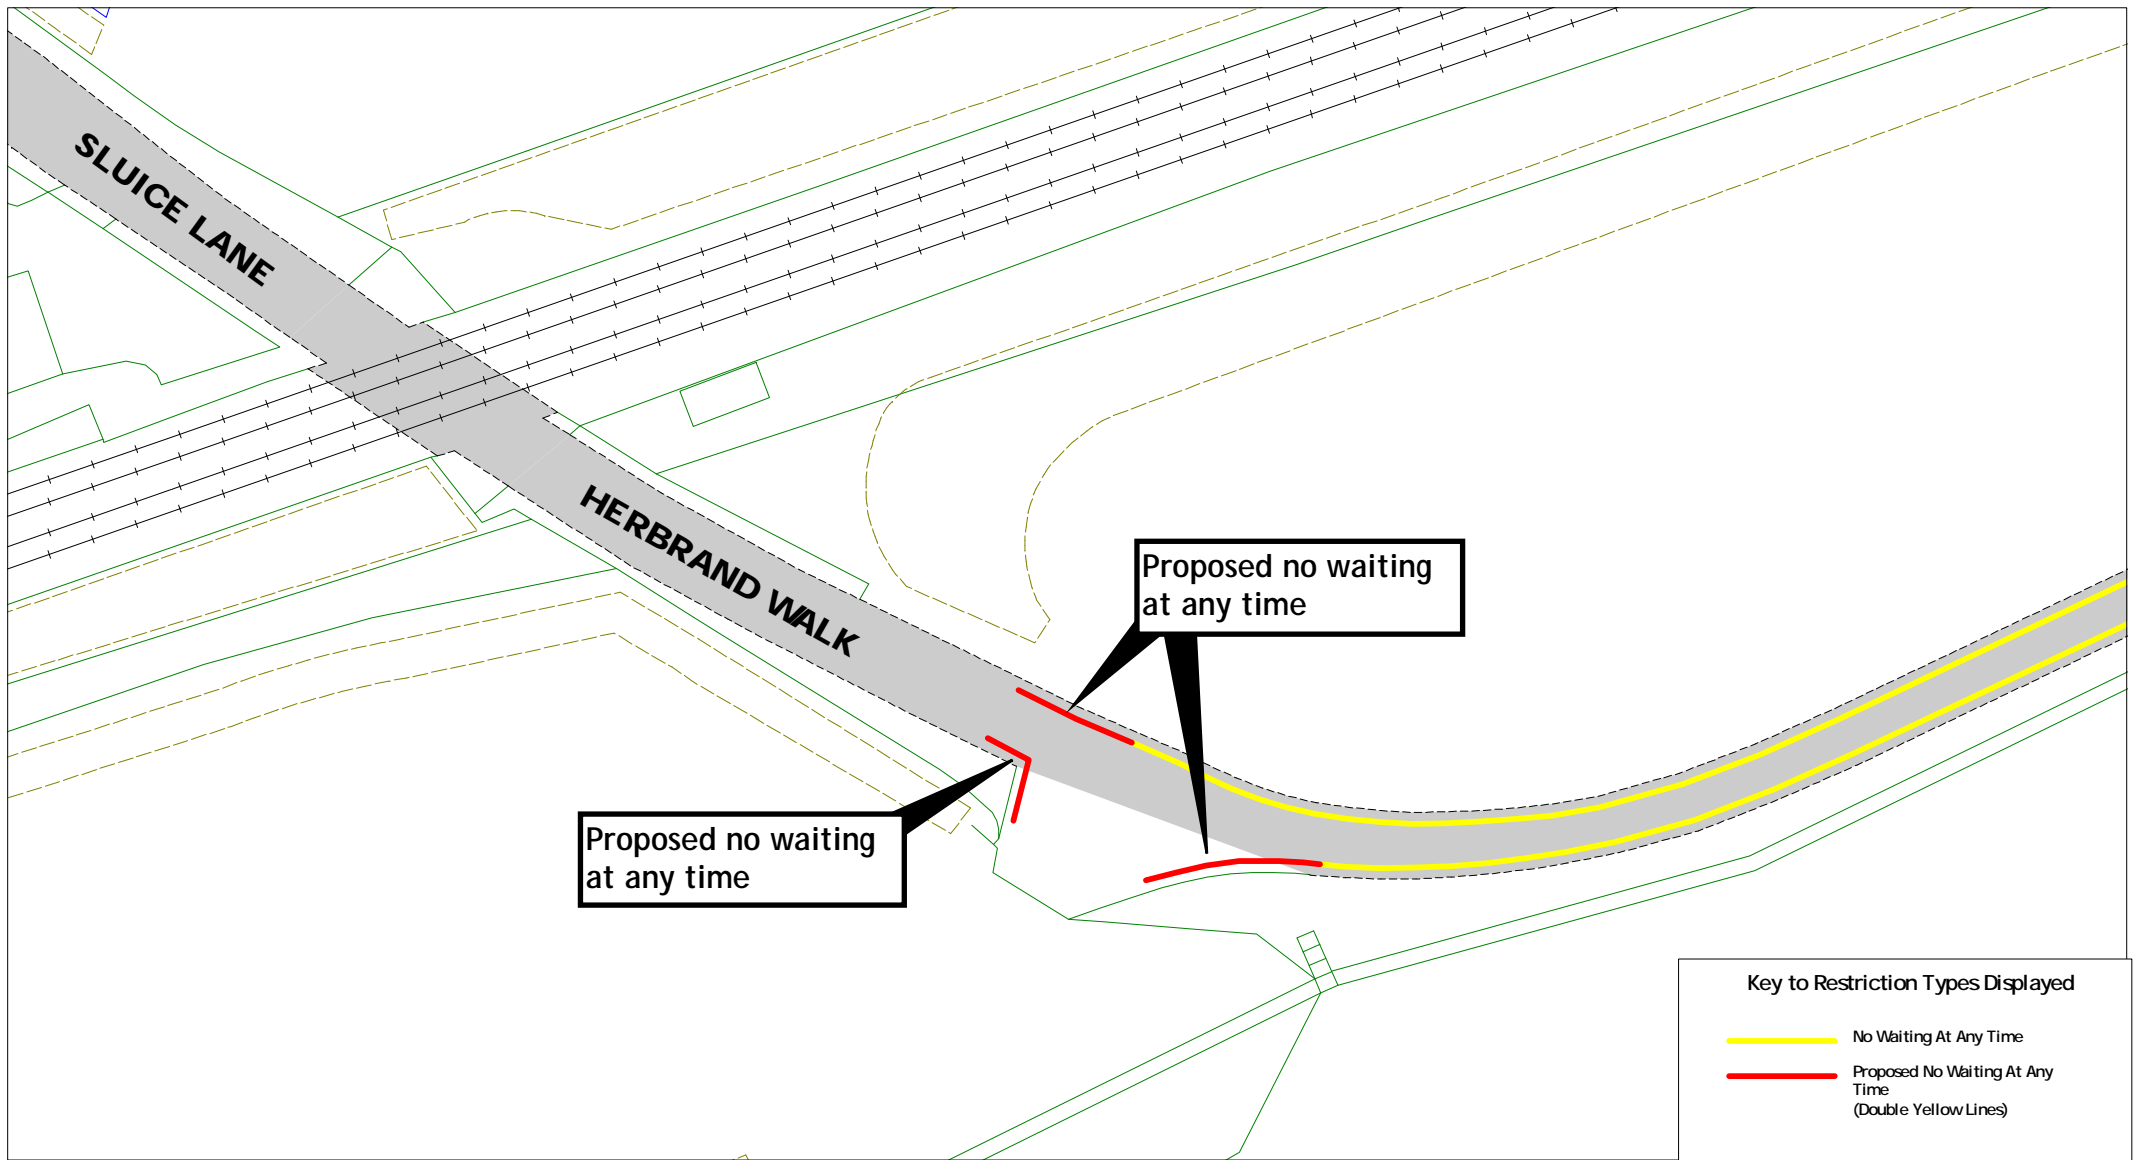 SLUICE LANE
HERBRAND WALK
Proposed no waiting
at any time
Proposed no waiting
at any time
Key to Restriction Types Displayed
No Waiting At Any Time
Proposed No Waiting At Any
Time
(Double Yellow Lines)